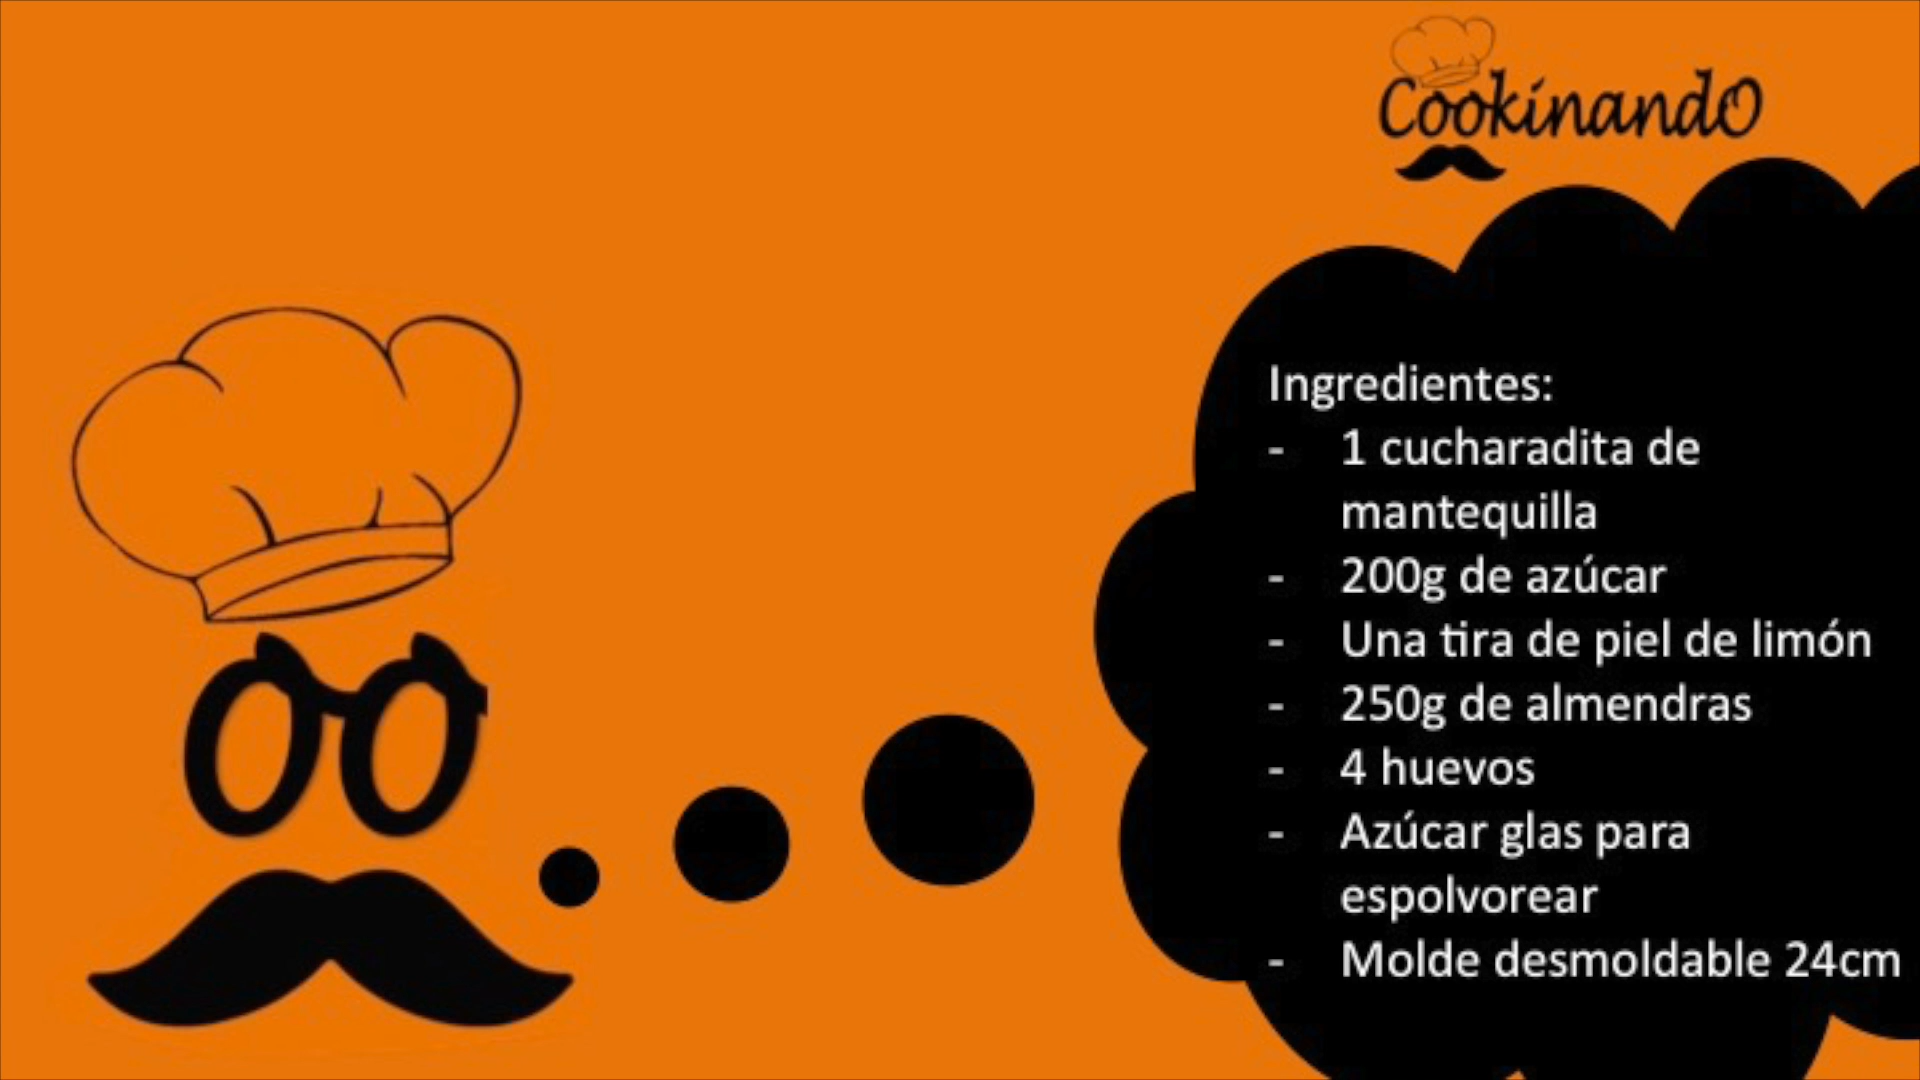 CookinandO
Ingredientes:
- 1 cucharadita de
mantequilla
- 200g de azúcar
- Una tira de piel de limón
- 250g de almendras
- 4 huevos
- Azúcar glas para
espolvorear
- Molde desmoldable 24cm